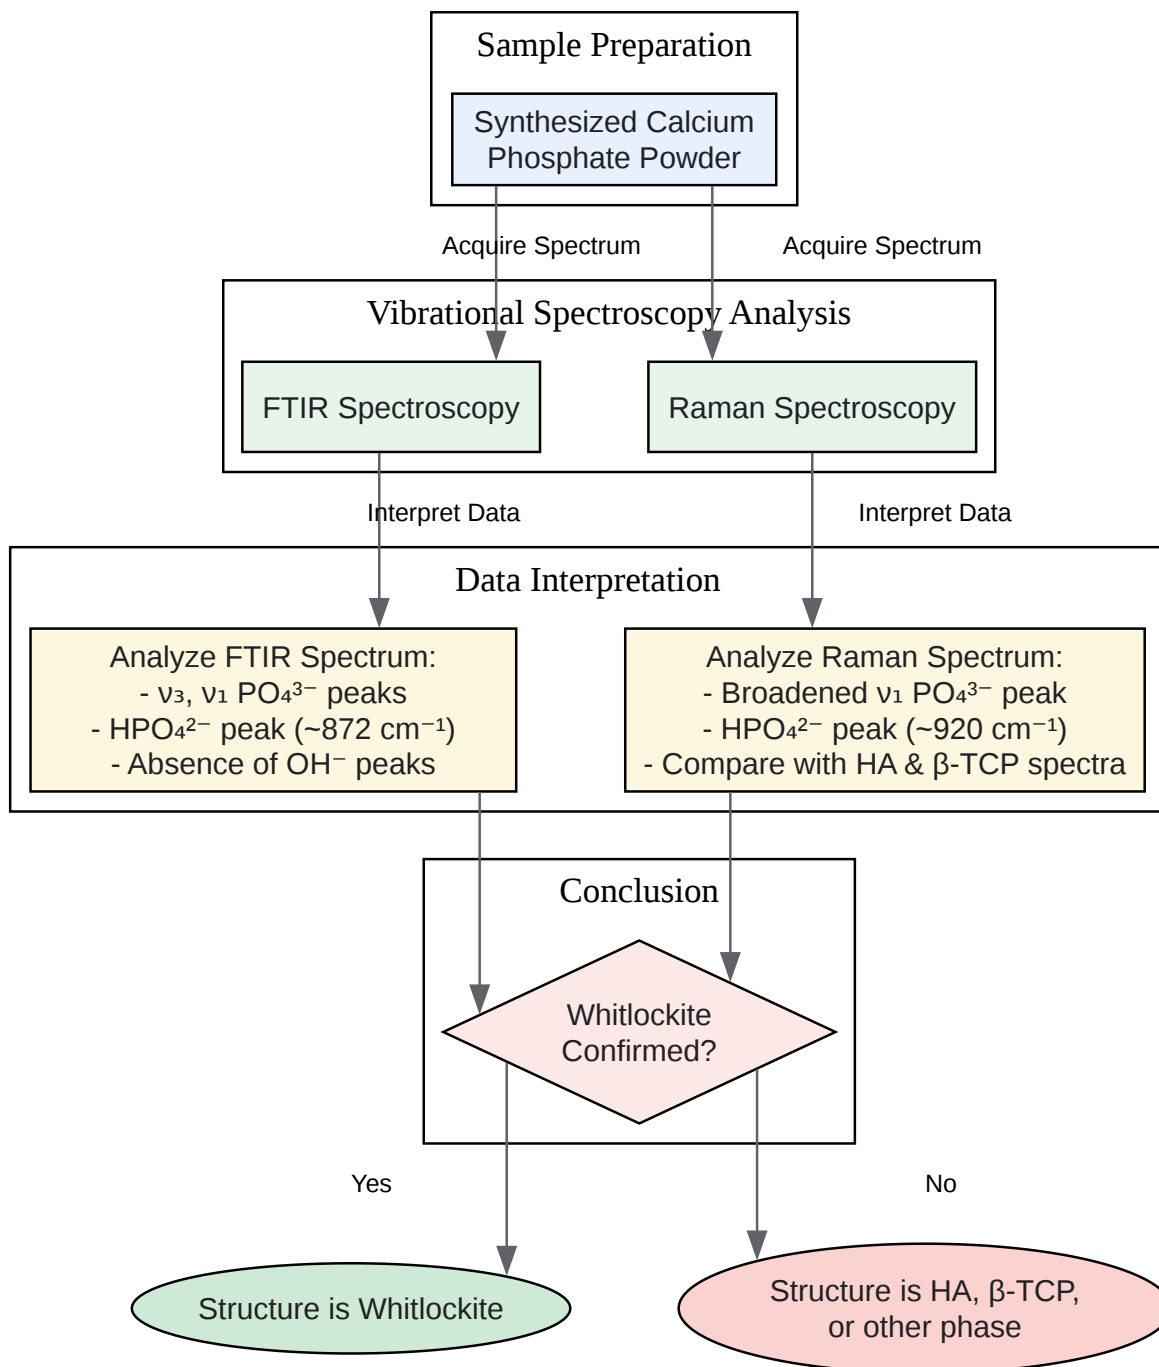 Sample Preparation
Synthesized Calcium
Phosphate Powder
Acquire Spectrum
Acquire Spectrum
Vibrational Spectroscopy Analysis
FTIR Spectroscopy
Raman Spectroscopy
Interpret Data
Interpret Data
Data Interpretation
Analyze FTIR Spectrum:
- ν₃, ν₁ PO₄³⁻ peaks
- HPO₄²⁻ peak (~872 cm⁻¹)
- Absence of OH⁻ peaks
Analyze Raman Spectrum:
- Broadened ν₁ PO₄³⁻ peak
- HPO₄²⁻ peak (~920 cm⁻¹)
- Compare with HA & β-TCP spectra
Conclusion
Whitlockite
Confirmed?
Yes
No
Structure is Whitlockite
Structure is HA, β-TCP,
or other phase